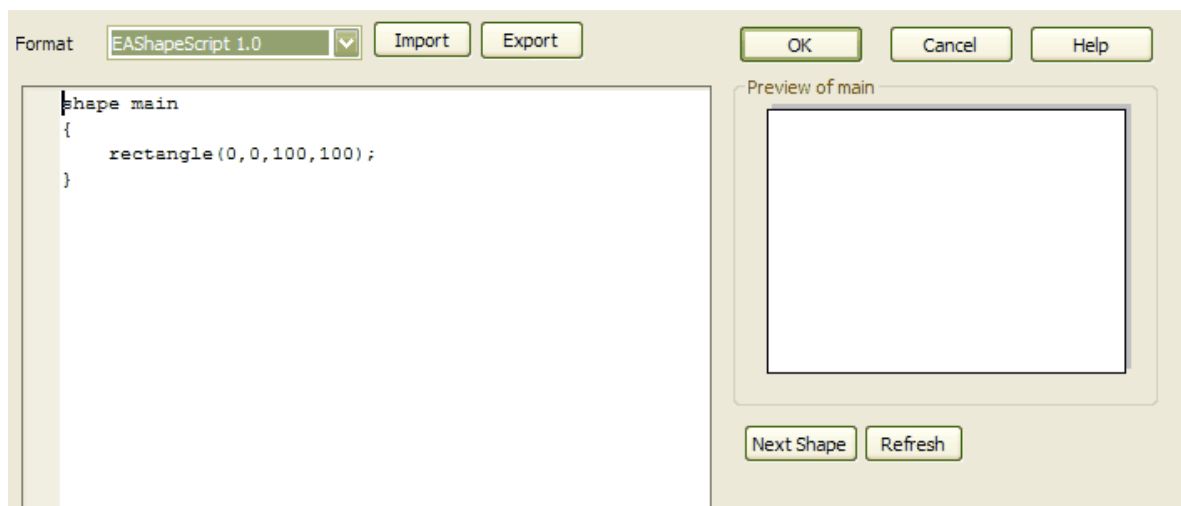 Format EAShapeScript 1.0 Import Export OK Cancel Help
shape main
{
    rectangle(0,0,100,100);
}
Preview of main
Next Shape Refresh